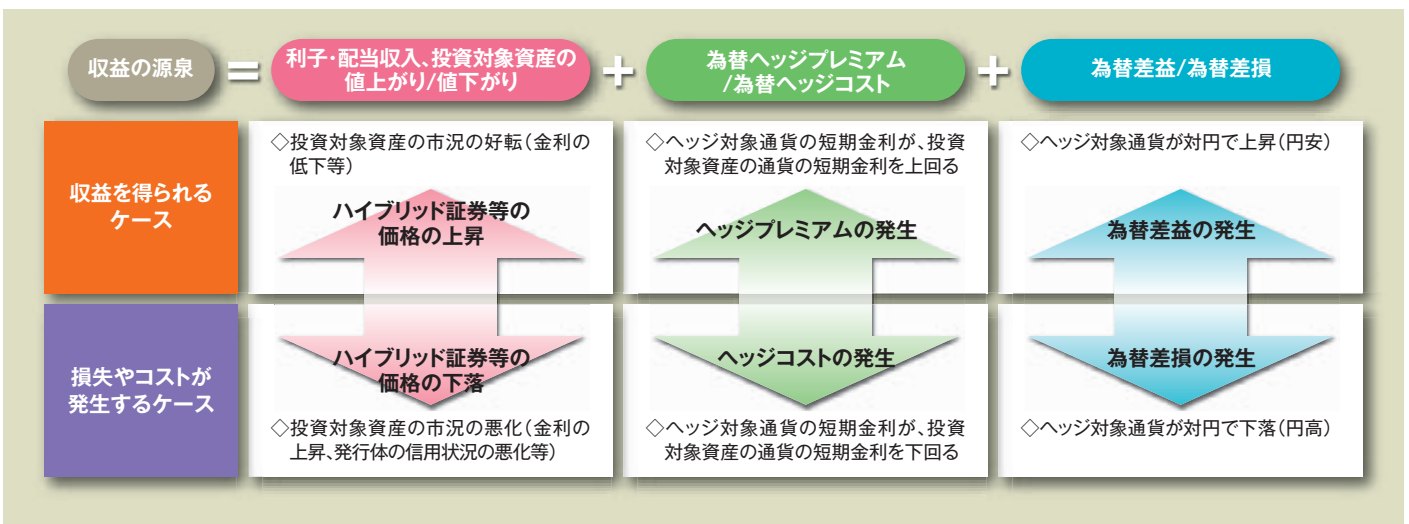 収益の源泉
=
利子・配当収入、投資対象資産の
値上がり/値下がり
+
為替ヘッジプレミアム
/為替ヘッジコスト
+
為替差益/為替差損
収益を得られる
ケース
◇投資対象資産の市況の好転(金利の
低下等)
ハイブリッド証券等の
価格の上昇
◇ヘッジ対象通貨の短期金利が、投資
対象資産の通貨の短期金利を上回る
ヘッジプレミアムの発生
◇ヘッジ対象通貨が対円で上昇(円安)
為替差益の発生
損失やコストが
発生するケース
ハイブリッド証券等の
価格の下落
◇投資対象資産の市況の悪化(金利の
上昇、発行体の信用状況の悪化等)
ヘッジコストの発生
◇ヘッジ対象通貨の短期金利が、投資
対象資産の通貨の短期金利を下回る
為替差損の発生
◇ヘッジ対象通貨が対円で下落(円高)